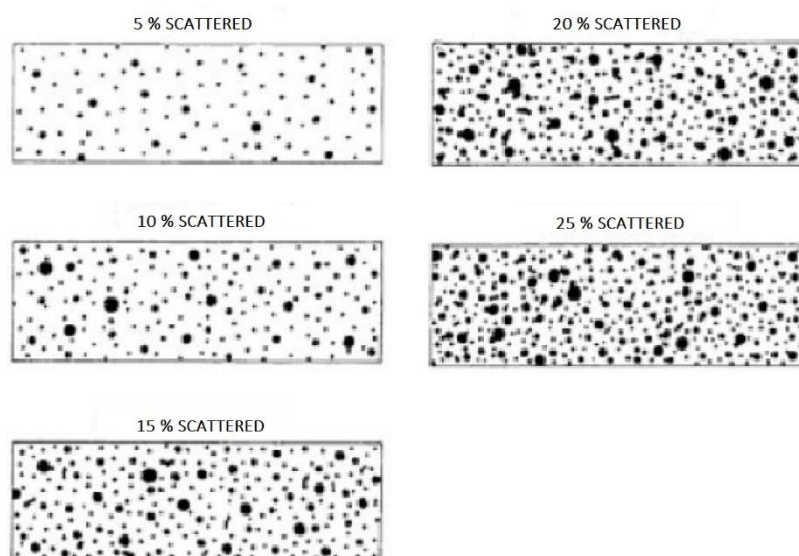 5 % SCATTERED
20 % SCATTERED
10 % SCATTERED
25 % SCATTERED
15 % SCATTERED